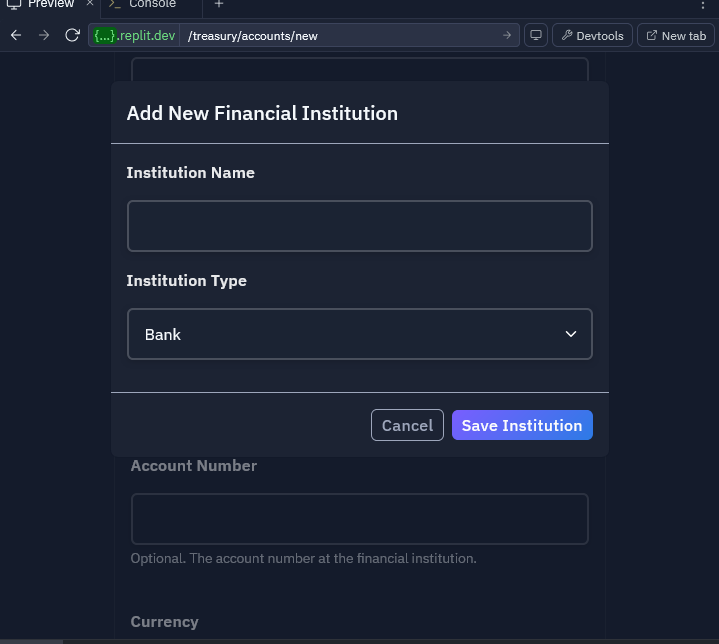 Preview × Console +
{...}.replit.dev /treasury/accounts/new Devtools New tab
Add New Financial Institution
Institution Name
Institution Type
Bank
Cancel Save Institution
Account Number
Optional. The account number at the financial institution.
Currency